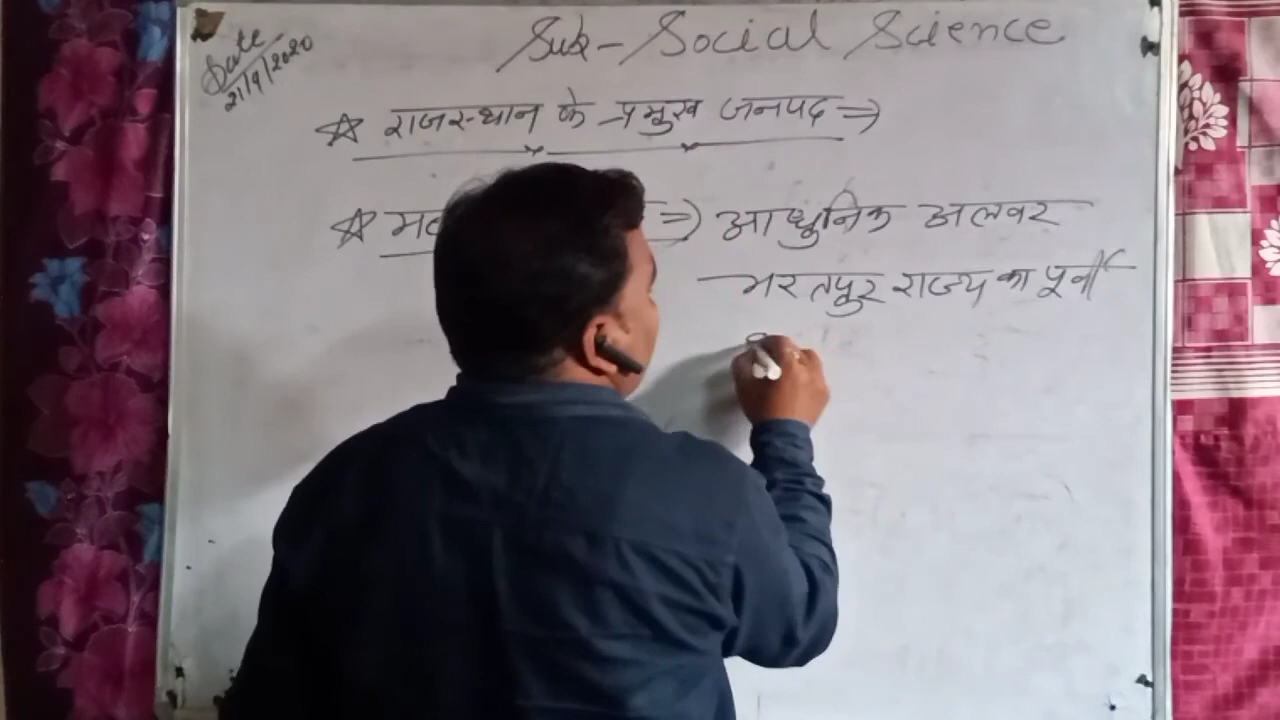 Date
21/9/2020
Sub - Social Science
☆ राजस्थान के प्रमुख जनपद ⇒
☆ ⇒) आधुनिक अलवर
भरतपुर राज्य का पूर्वी